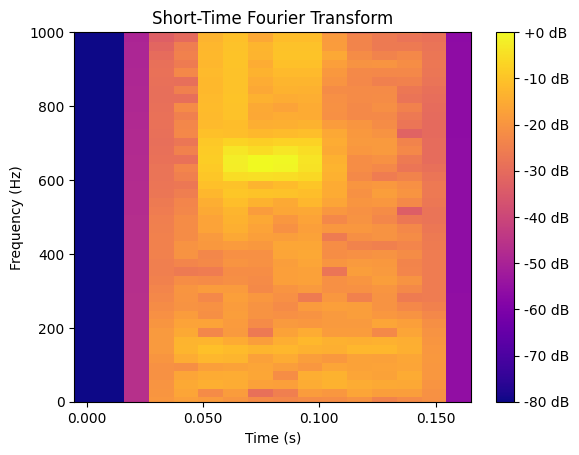 Short-Time Fourier Transform
1000
800
600
400
200
0
Frequency (Hz)
0.000
0.050
0.100
0.150
Time (s)
+0 dB
-10 dB
-20 dB
-30 dB
-40 dB
-50 dB
-60 dB
-70 dB
-80 dB